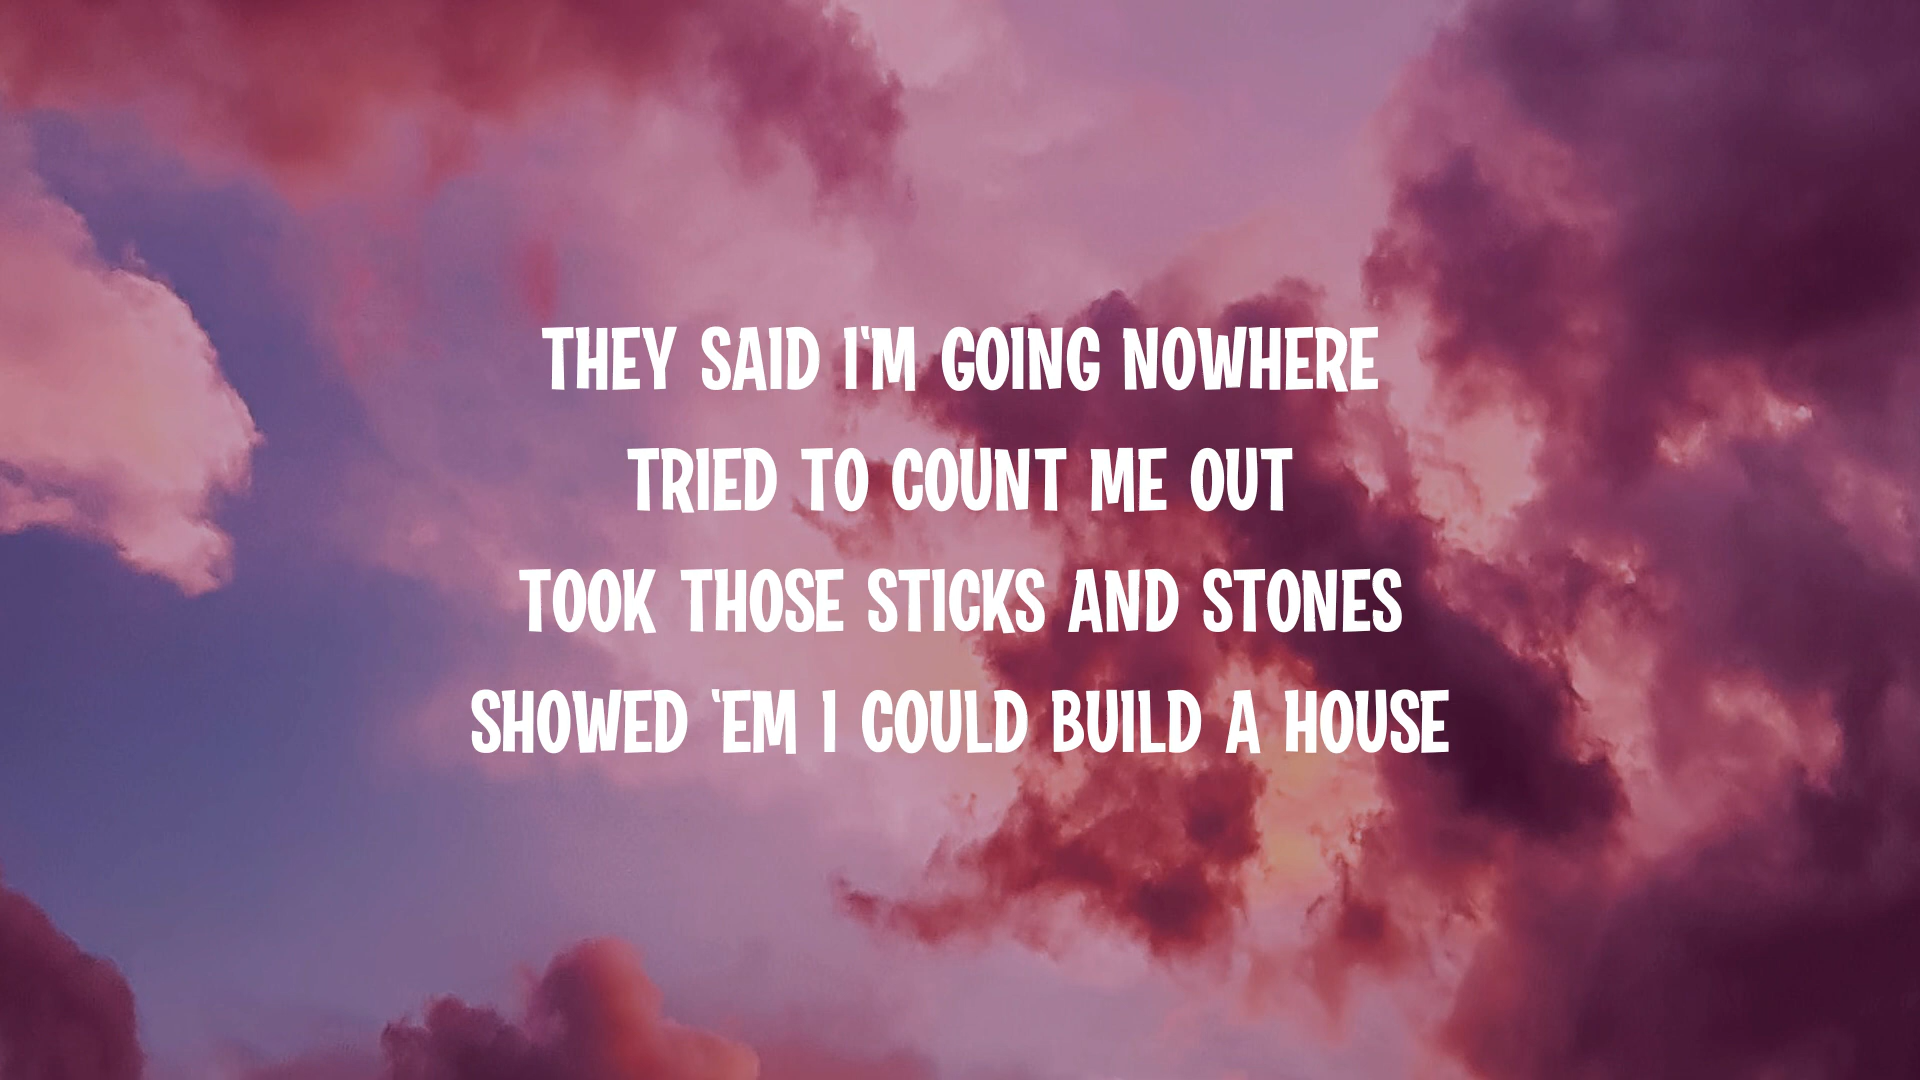 THEY SAID I'M GOING NOWHERE
TRIED TO COUNT ME OUT
TOOK THOSE STICKS AND STONES
SHOWED 'EM I COULD BUILD A HOUSE